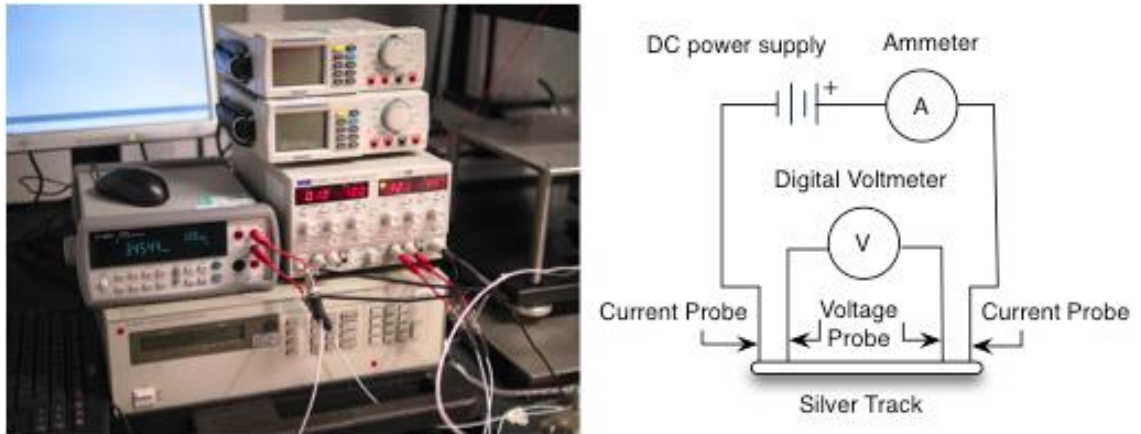 DC power supply
Ammeter
+
A
Digital Voltmeter
V
Current Probe
Voltage
Probe
Current Probe
Silver Track